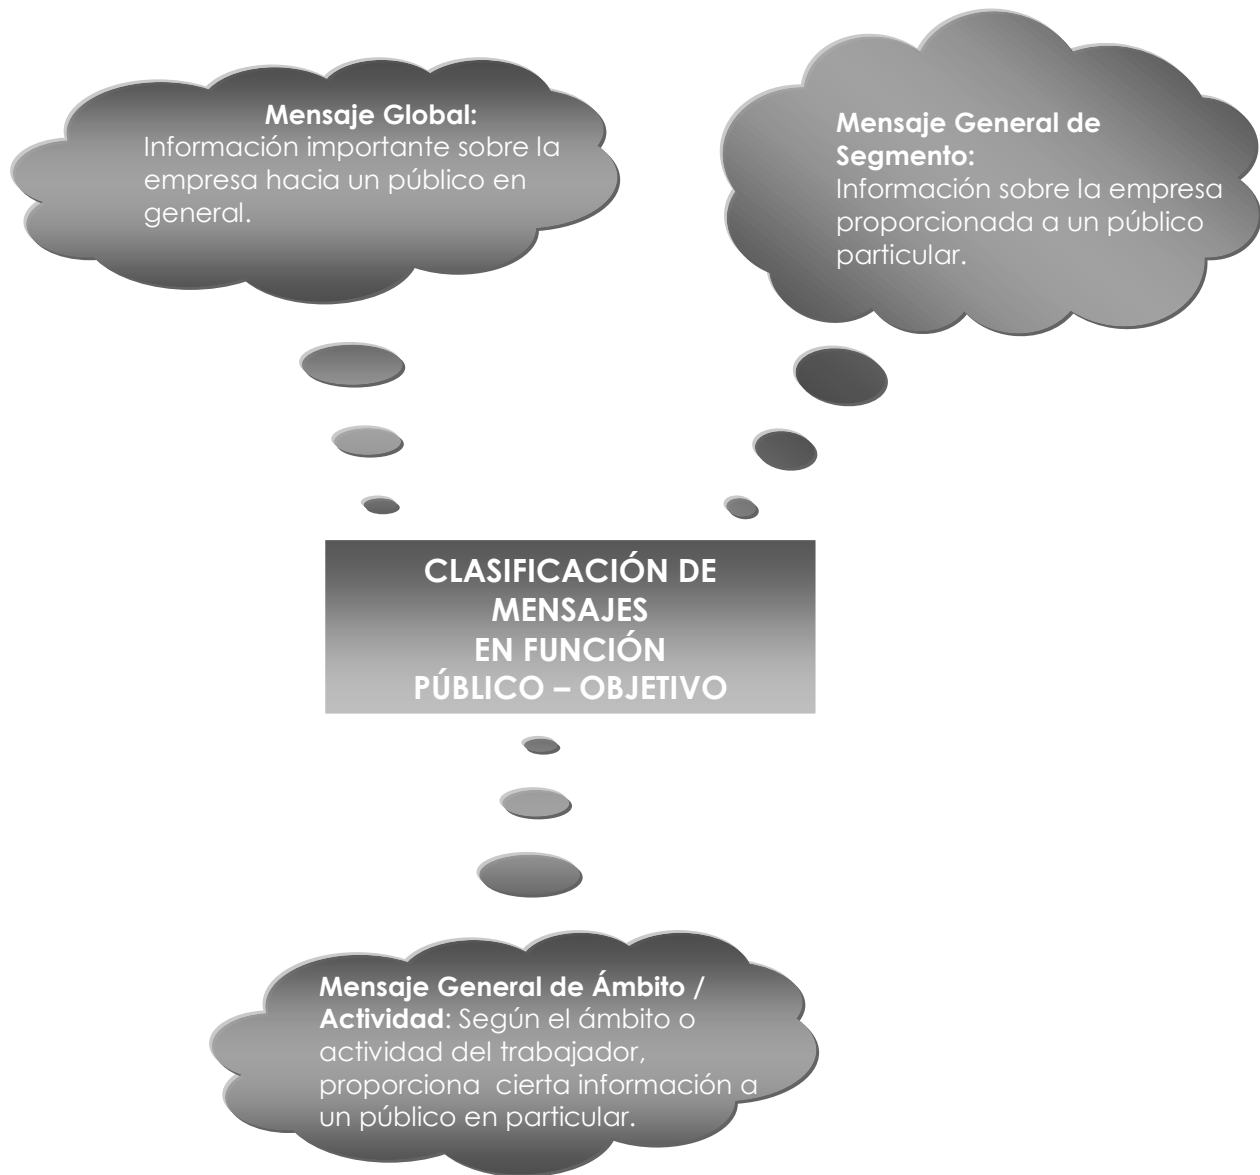 Mensaje Global:
Información importante sobre la
empresa hacia un público en
general.
Mensaje General de
Segmento:
Información sobre la empresa
proporcionada a un público
particular.
CLASIFICACIÓN DE
MENSAJES
EN FUNCIÓN
PÚBLICO – OBJETIVO
Mensaje General de Ámbito /
Actividad: Según el ámbito o
actividad del trabajador,
proporciona cierta información a
un público en particular.